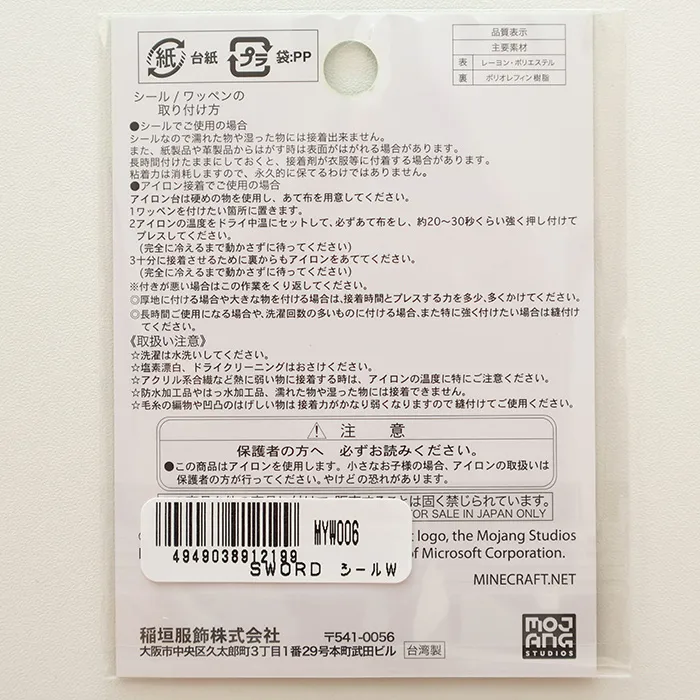 紙 台紙 プラ 袋:PP
品質表示
主要素材
表 レーヨン・ポリエステル
裏 ポリオレフィン樹脂
シール / ワッペンの
取り付け方
●シールでご使用の場合
シールなので濡れた物や湿った物には接着出来ません。
また、紙製品や革製品からはがす時は表面がはがれる場合があります。
長時間付けたままにしておくと、接着剤が衣服等に付着する場合があります。
粘着力は消耗しますので、永久的に保てるわけではありません。
●アイロン接着でご使用の場合
アイロン台は硬めの物を使用し、あて布を用意してください。
1ワッペンを付けたい箇所に置きます。
2アイロンの温度をドライ中温にセットして、必ずあて布をし、約20〜30秒くらい強く押し付けて
プレスしてください。
(完全に冷えるまで動かさずに待ってください)
3十分に接着させるために裏からもアイロンをあててください。
(完全に冷えるまで動かさずに待ってください)
※付きが悪い場合はこの作業をくり返してください。
◎厚地に付ける場合や大きな物を付ける場合は、接着時間とプレスする力を多少、多くかけてください。
◎長時間ご使用になる場合や、洗濯回数の多いものに付ける場合、また特に強く付けたい場合は縫付け
てください。
《取扱い注意》
☆洗濯は水洗いしてください。
☆塩素漂白、ドライクリーニングはおさけください。
☆アクリル系合繊など熱に弱い物に接着する時は、アイロンの温度に特にご注意ください。
☆防水加工品やはっ水加工品、濡れた物や湿った物には接着できません。
☆毛糸の編物や凹凸のはげしい物は接着力がかなり弱くなりますので縫付けてご使用ください。
注意
保護者の方へ 必ずお読みください。
●この商品はアイロンを使用します。小さなお子様の場合、アイロンの取扱いは
保護者の方が行ってください。やけどの恐れがあります。
ることは固く禁じられています。
FOR SALE IN JAPAN ONLY
logo, the Mojang Studios
of Microsoft Corporation.
MINECRAFT.NET
4949038912199
MYW006
SWORD シールW
稲垣服飾株式会社 〒541-0056
大阪市中央区久太郎町3丁目1番29号本町武田ビル 台湾製
MOJANG
STUDIOS